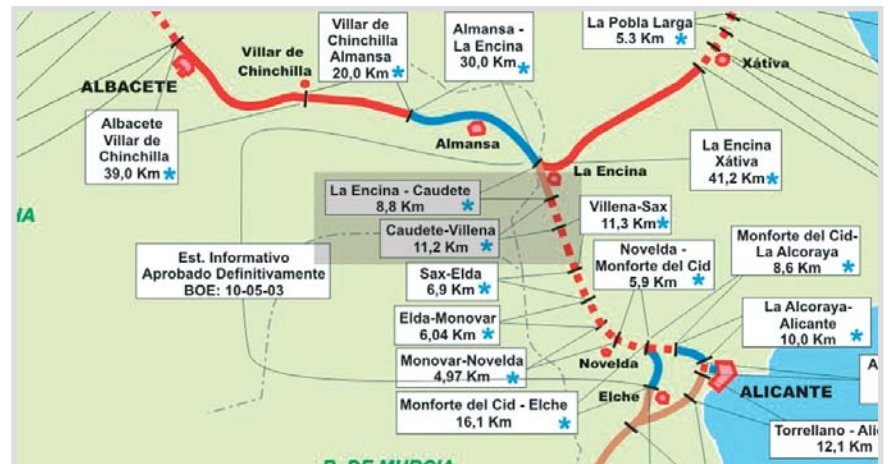 La Pobla Larga
5.3 Km *
Xátiva
Villar de
Chinchilla
Villar de
Chinchilla
Almansa
20,0 Km *
Almansa -
La Encina
30,0 Km *
ALBACETE
Albacete
Villar de
Chinchilla
39,0 Km *
Almansa
La Encina
Xátiva
41,2 Km *
La Encina
La Encina - Caudete
8,8 Km *
Caudete-Villena
11,2 Km *
Villena-Sax
11,3 Km *
Est. Informativo
Aprobado Definitivamente
BOE: 10-05-03
Sax-Elda
6,9 Km *
Novelda -
Monforte del Cid
5,9 Km *
Monforte del Cid-
La Alcoraya
8,6 Km *
Elda-Monovar
6,04 Km *
La Alcoraya-
Alicante
10,0 Km *
Monovar-Novelda
4,97 Km *
Novelda
ALICANTE
Elche
Monforte del Cid - Elche
16,1 Km *
Torrellano - Ali
12,1 Km